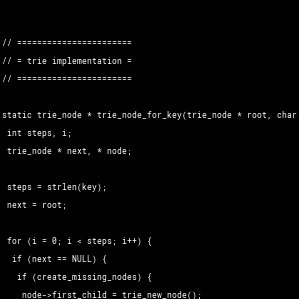 // =======================
// = trie implementation =
// =======================
static trie_node * trie_node_for_key(trie_node * root, char
int steps, i;
trie_node * next, * node;
steps = strlen(key);
next = root;
for (i = 0; i < steps; i++) {
if (next == NULL) {
if (create_missing_nodes) {
node->first_child = trie_new_node();